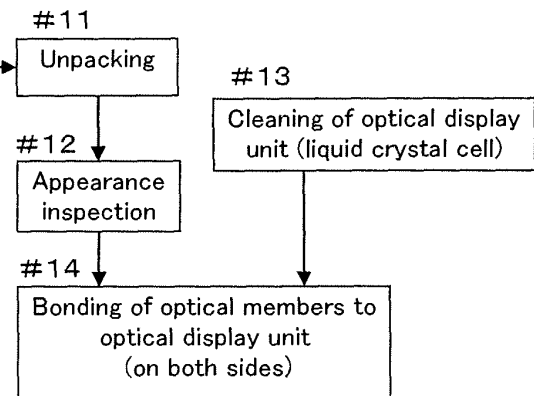 #11
Unpacking
#13
Cleaning of optical display
unit (liquid crystal cell)
#12
Appearance
inspection
#14
Bonding of optical members to
optical display unit
(on both sides)